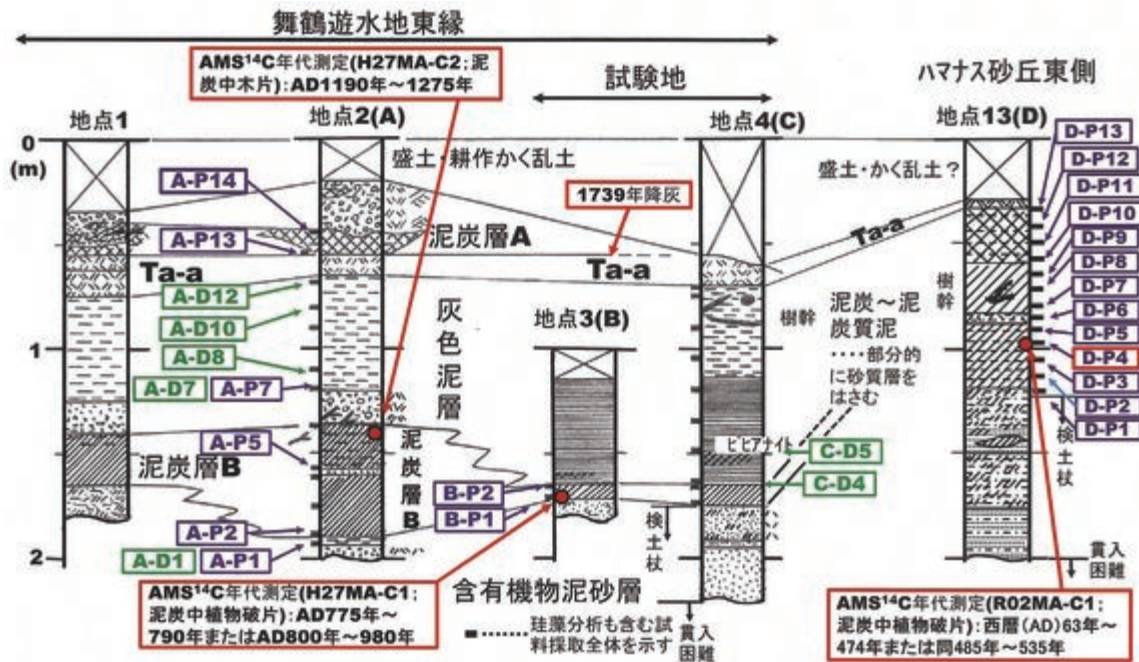 舞鶴遊水地東縁
AMS14C年代測定(H27MA-C2;泥
炭中木片):AD1190年～1275年
試験地
ハマナス砂丘東側
地点1
地点2(A)
地点4(C)
地点13(D)
0
(m)
1
2
盛土・耕作かく乱土
盛土・かく乱土？
1739年降灰
A-P14
A-P13
泥炭層A
Ta-a
Ta-a
Ta-a
A-D12
A-D10
A-D8
A-D7
A-P7
A-P5
A-P2
A-D1
A-P1
灰色泥層
地点3(B)
樹幹
泥炭～泥
炭質泥
····部分的
に砂質層を
はさむ
樹幹
D-P13
D-P12
D-P11
D-P10
D-P9
D-P8
D-P7
D-P6
D-P5
D-P4
D-P3
D-P2
D-P1
泥炭層B
泥炭層B
ビビアナイト
C-D5
C-D4
B-P2
B-P1
検土杖
検土杖
貫入
困難
貫入
困難
AMS14C年代測定(H27MA-C1;
泥炭中植物破片):AD775年～
790年またはAD800年～980年
含有機物泥砂層
■······珪藻分析も含む試
料採取全体を示す
AMS14C年代測定(R02MA-C1;
泥炭中植物破片):西暦(AD)63年～
474年または同485年～535年